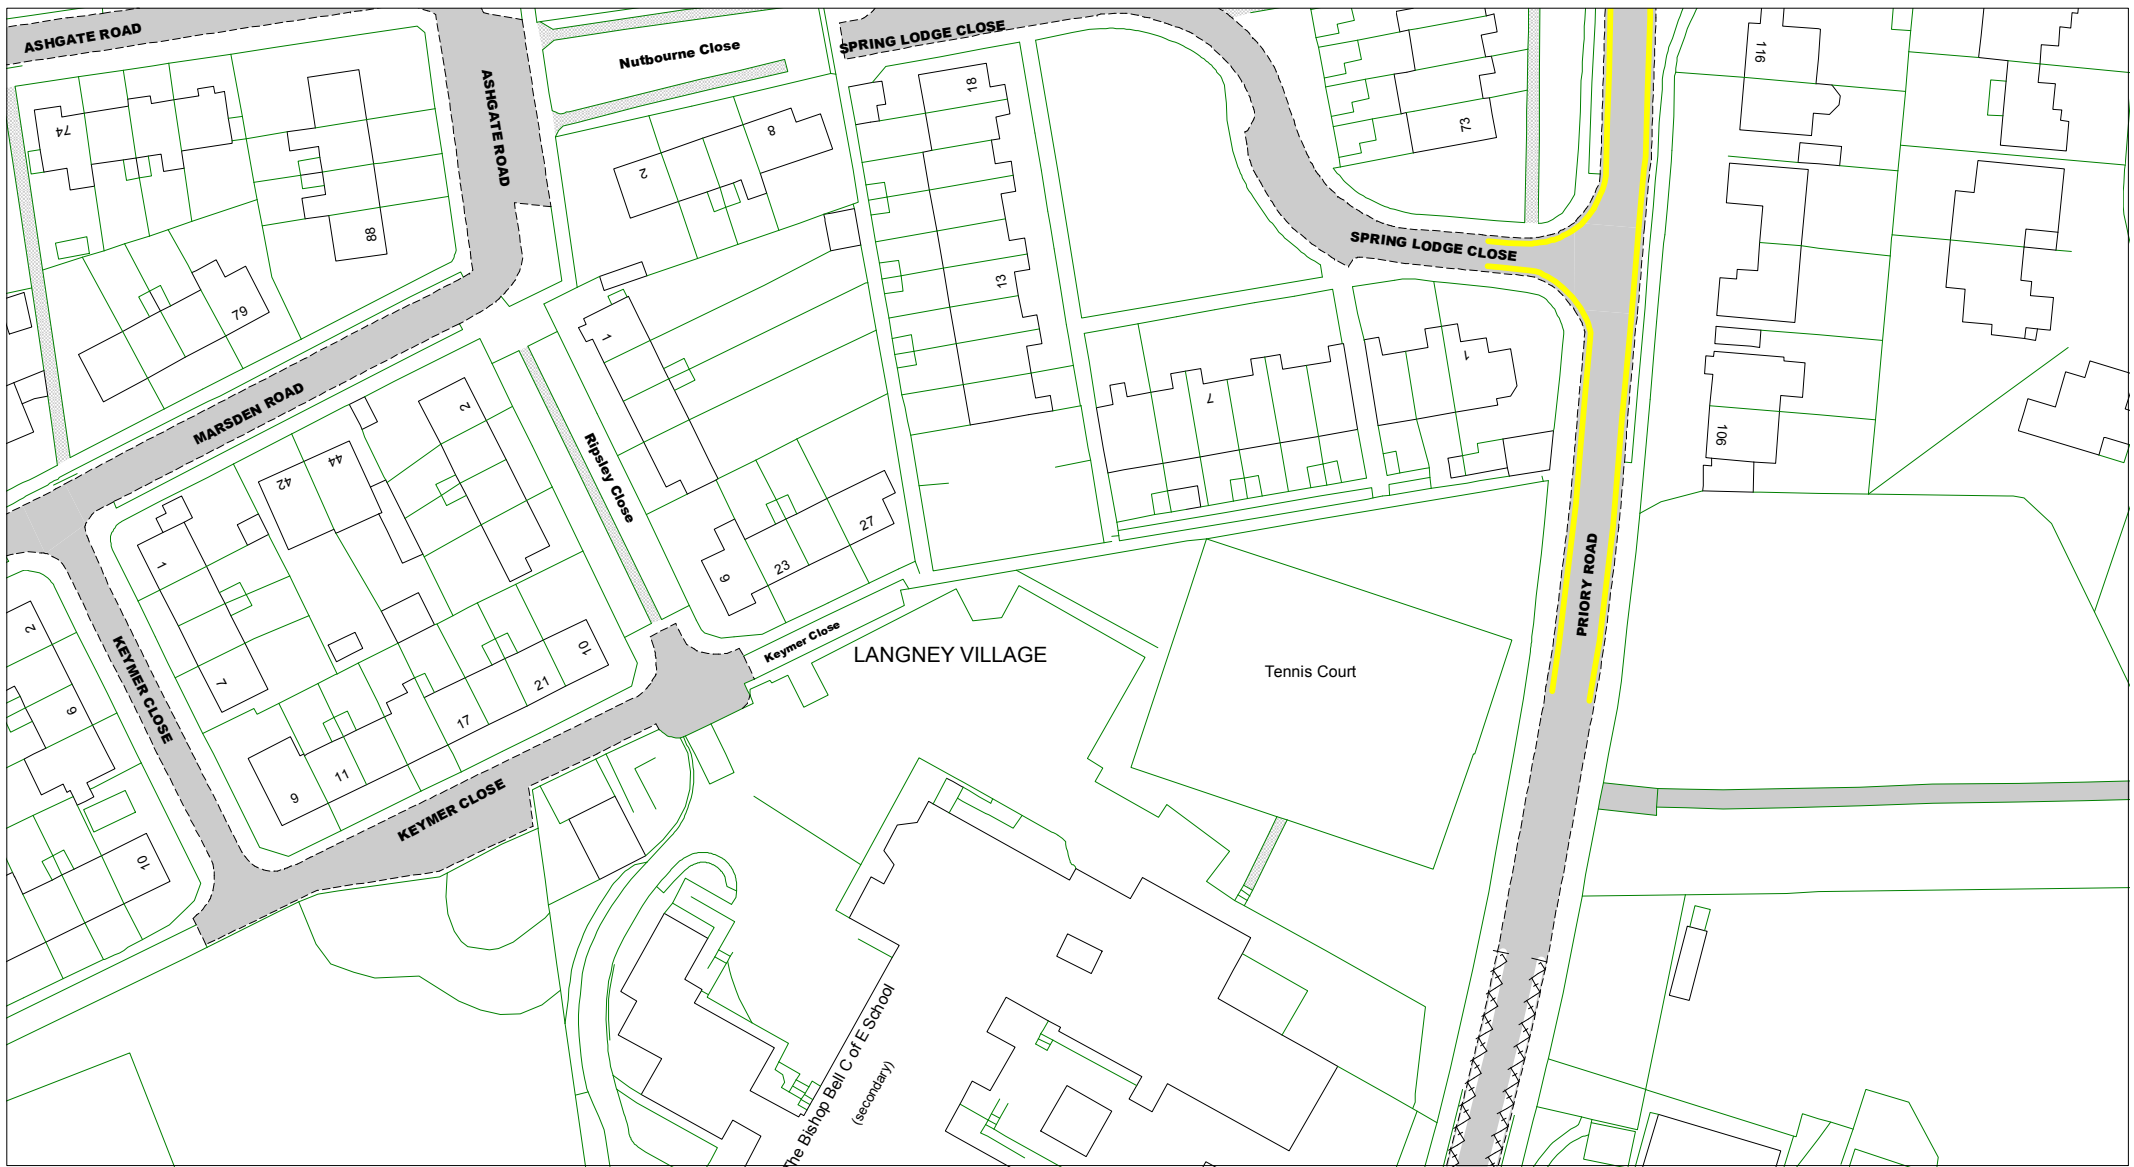 ASHGATE ROAD
ASHGATE ROAD
Nutbourne Close
SPRING LODGE CLOSE
18
116
74
8
73
2
88
SPRING LODGE CLOSE
13
79
1
1
7
MARSDEN ROAD
2
44
42
Ripsley Close
106
27
23
9
1
PRIORY ROAD
2
KEYMER CLOSE
Keymer Close
LANGNEY VILLAGE
Tennis Court
10
21
17
7
9
11
9
KEYMER CLOSE
10
The Bishop Bell C of E School
(secondary)